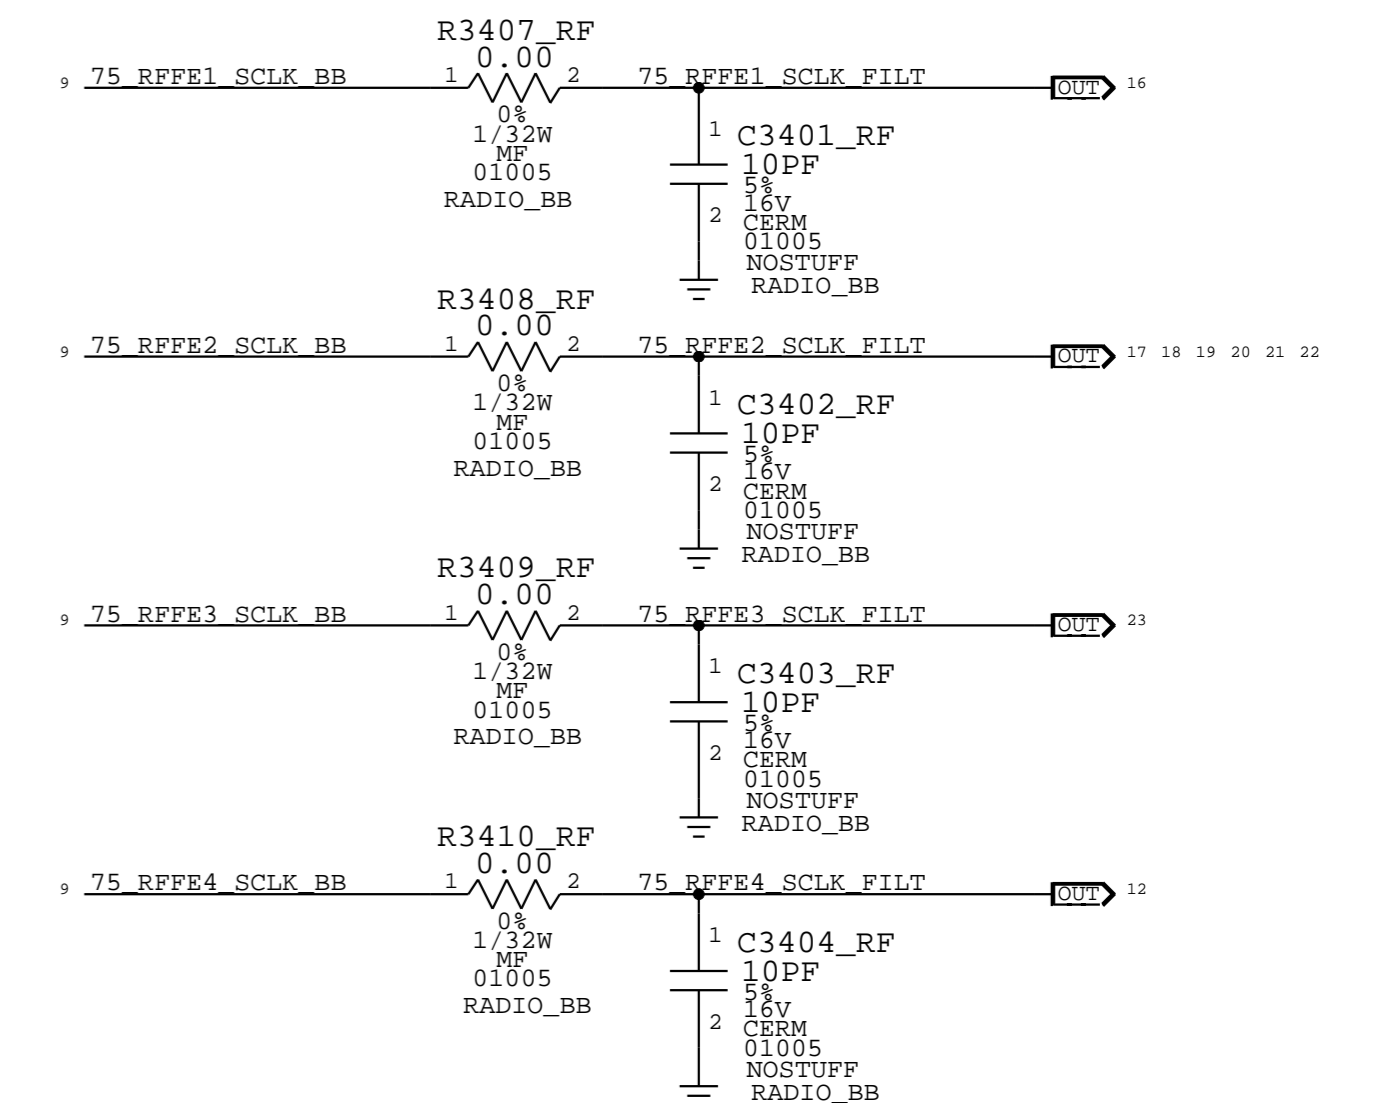 R3407_RF
0.00
9 75_RFFE1_SCLK_BB 1 2 75_RFFE1_SCLK_FILT OUT 16
0%
1/32W
MF
01005
RADIO_BB
1 C3401_RF
10PF
5%
16V
2 CERM
01005
NOSTUFF
RADIO_BB
R3408_RF
0.00
9 75_RFFE2_SCLK_BB 1 2 75_RFFE2_SCLK_FILT OUT 17 18 19 20 21 22
0%
1/32W
MF
01005
RADIO_BB
1 C3402_RF
10PF
5%
16V
2 CERM
01005
NOSTUFF
RADIO_BB
R3409_RF
0.00
9 75_RFFE3_SCLK_BB 1 2 75_RFFE3_SCLK_FILT OUT 23
0%
1/32W
MF
01005
RADIO_BB
1 C3403_RF
10PF
5%
16V
2 CERM
01005
NOSTUFF
RADIO_BB
R3410_RF
0.00
9 75_RFFE4_SCLK_BB 1 2 75_RFFE4_SCLK_FILT OUT 12
0%
1/32W
MF
01005
RADIO_BB
1 C3404_RF
10PF
5%
16V
2 CERM
01005
NOSTUFF
RADIO_BB